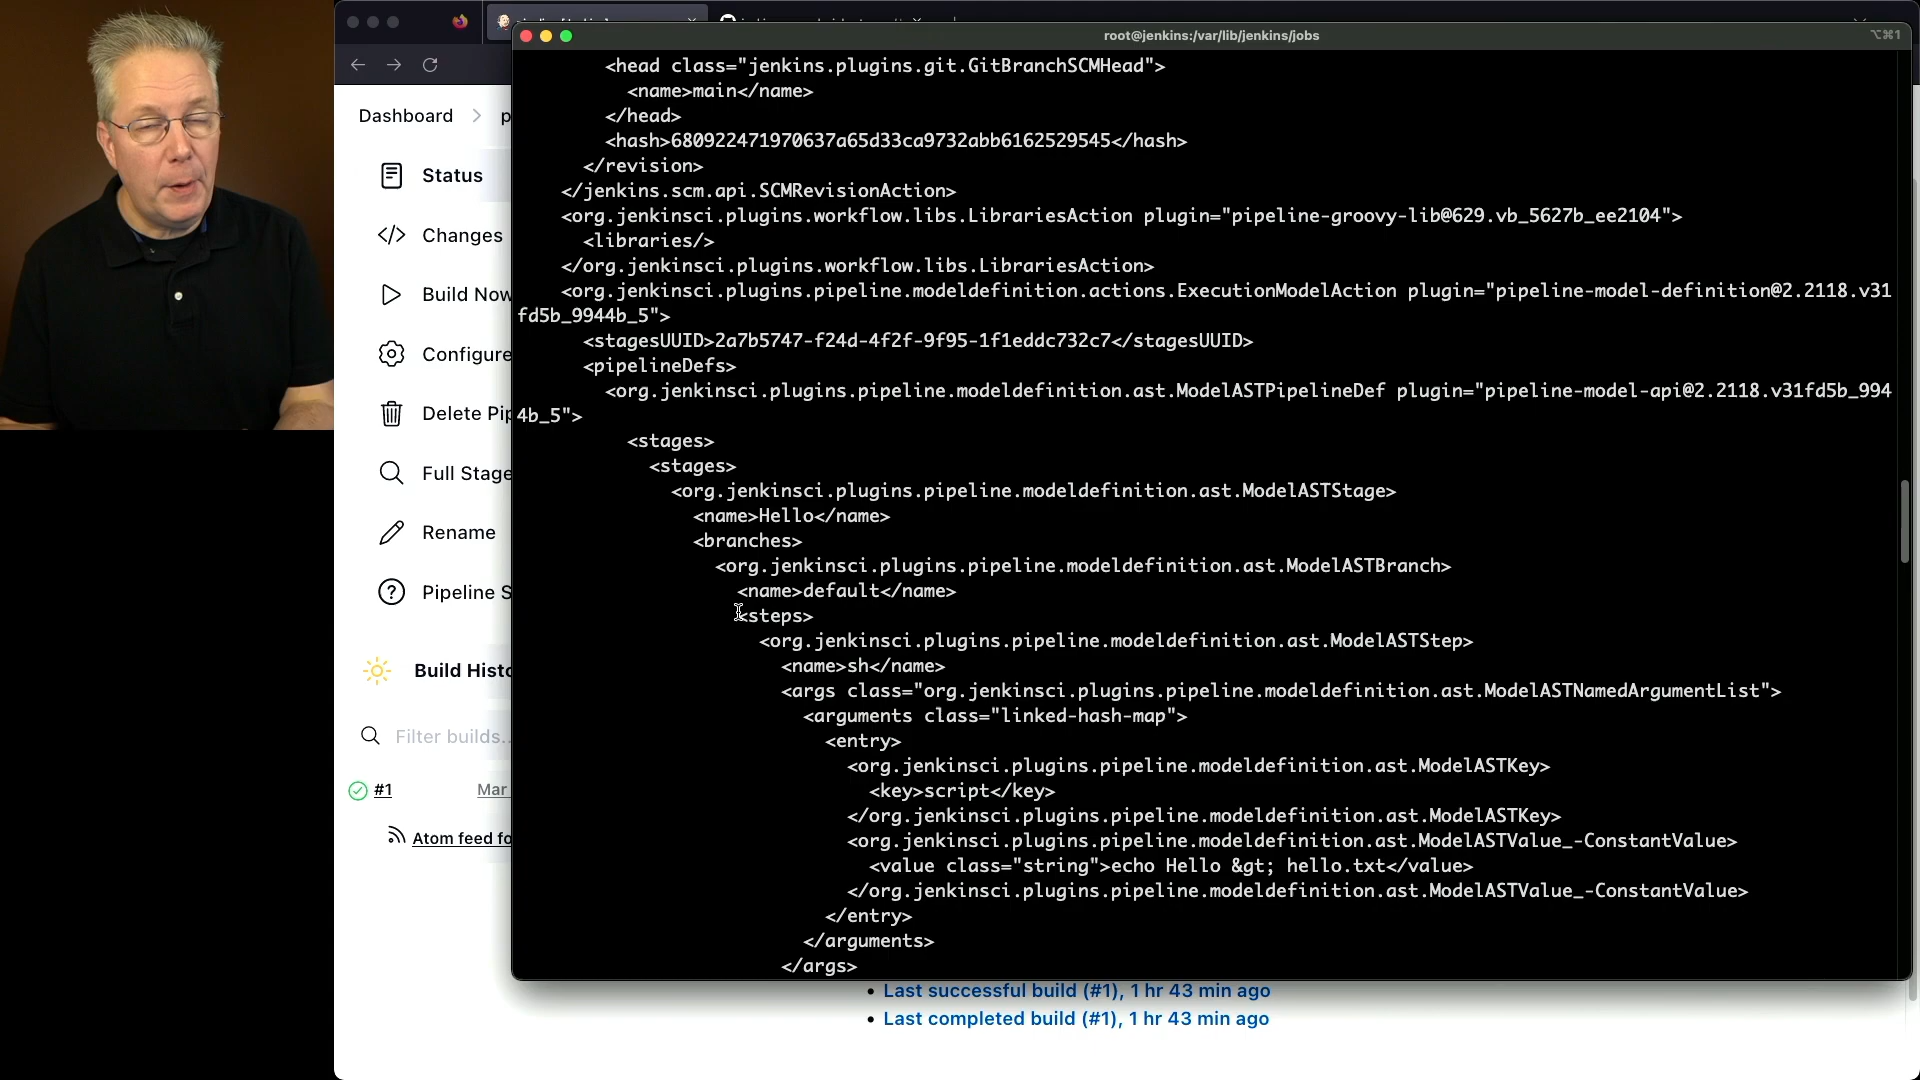 root@jenkins:/var/lib/jenkins/jobs
⌥⌘1
<head class="jenkins.plugins.git.GitBranchSCMHead">
<name>main</name>
</head>
<hash>680922471970637a65d33ca9732abb6162529545</hash>
</revision>
</jenkins.scm.api.SCMRevisionAction>
<org.jenkinsci.plugins.workflow.libs.LibrariesAction plugin="pipeline-groovy-lib@629.vb_5627b_ee2104">
<libraries/>
</org.jenkinsci.plugins.workflow.libs.LibrariesAction>
<org.jenkinsci.plugins.pipeline.modeldefinition.actions.ExecutionModelAction plugin="pipeline-model-definition@2.2118.v31
fd5b_9944b_5">
<stagesUUID>2a7b5747-f24d-4f2f-9f95-1f1eddc732c7</stagesUUID>
<pipelineDefs>
<org.jenkinsci.plugins.pipeline.modeldefinition.ast.ModelASTPipelineDef plugin="pipeline-model-api@2.2118.v31fd5b_994
4b_5">
<stages>
<stages>
<org.jenkinsci.plugins.pipeline.modeldefinition.ast.ModelASTStage>
<name>Hello</name>
<branches>
<org.jenkinsci.plugins.pipeline.modeldefinition.ast.ModelASTBranch>
<name>default</name>
<steps>
<org.jenkinsci.plugins.pipeline.modeldefinition.ast.ModelASTStep>
<name>sh</name>
<args class="org.jenkinsci.plugins.pipeline.modeldefinition.ast.ModelASTNamedArgumentList">
<arguments class="linked-hash-map">
<entry>
<org.jenkinsci.plugins.pipeline.modeldefinition.ast.ModelASTKey>
<key>script</key>
</org.jenkinsci.plugins.pipeline.modeldefinition.ast.ModelASTKey>
<org.jenkinsci.plugins.pipeline.modeldefinition.ast.ModelASTValue_-ConstantValue>
<value class="string">echo Hello &gt; hello.txt</value>
</org.jenkinsci.plugins.pipeline.modeldefinition.ast.ModelASTValue_-ConstantValue>
</entry>
</arguments>
</args>
Dashboard > p
Status
Changes
Build Now
Configure
Delete Pip
Full Stage
Rename
Pipeline S
Build Histo
Filter builds..
#1 Mar
Atom feed fo
Last successful build (#1), 1 hr 43 min ago
Last completed build (#1), 1 hr 43 min ago